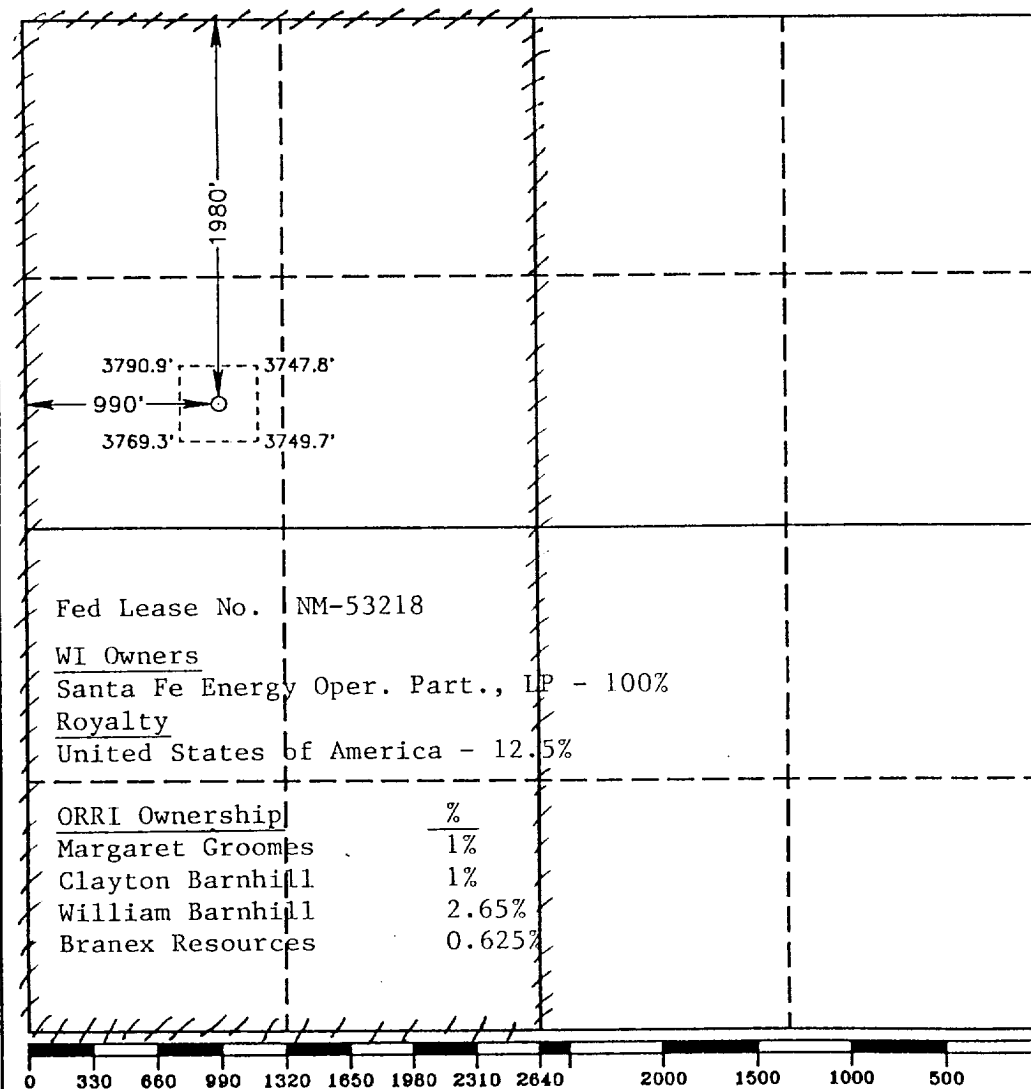 1980'
3790.9' 3747.8'
990'
3769.3' 3749.7'
Fed Lease No. NM-53218
WI Owners
Santa Fe Energy Oper. Part., LP - 100%
Royalty
United States of America - 12.5%
ORRI Ownership %
Margaret Groomes 1%
Clayton Barnhill 1%
William Barnhill 2.65%
Branex Resources 0.625%
0 330 660 990 1320 1650 1980 2310 2640 2000 1500 1000 500